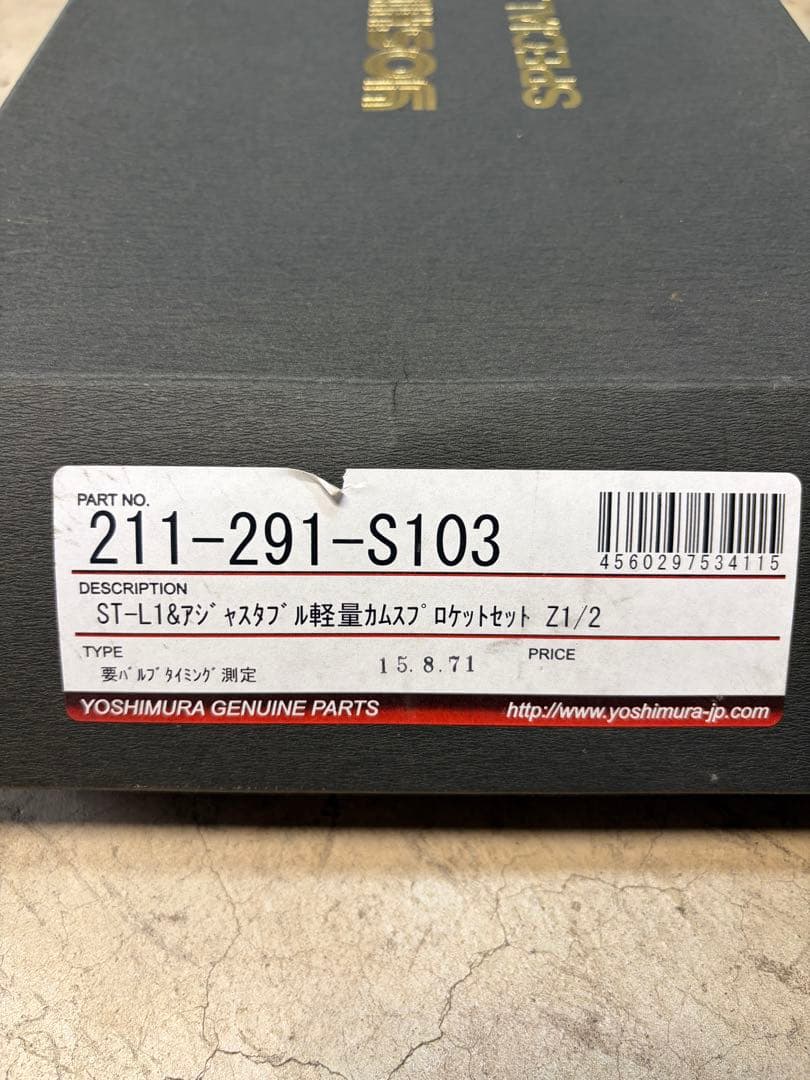 SPECIAL
PART NO.
211-291-S103
4560297534115
DESCRIPTION
ST-L1&ｱｼﾞｬｽﾀﾌﾞﾙ軽量ｶﾑｽﾌﾟﾛｹｯﾄｾｯﾄ Z1/2
TYPE
要ﾊﾞﾙﾌﾞﾀｲﾐﾝｸﾞ測定
15.8.71
PRICE
YOSHIMURA GENUINE PARTS
http://www.yoshimura-jp.com